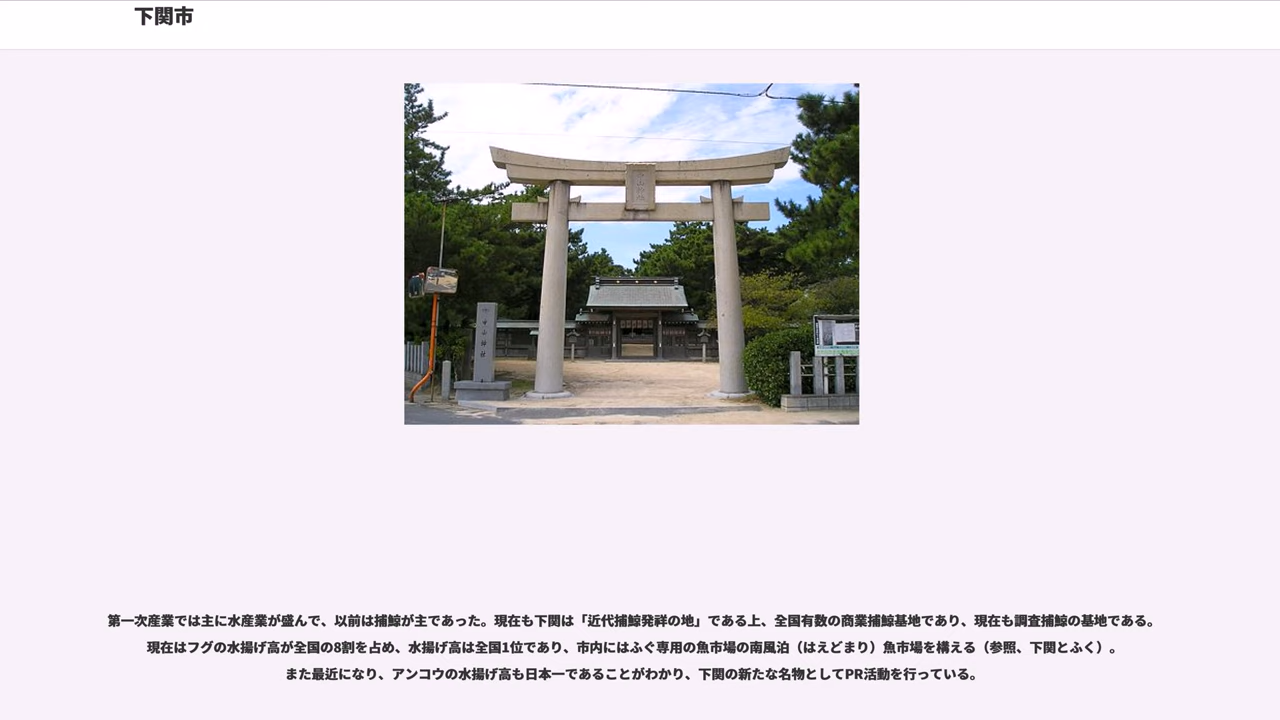 下関市
第一次産業では主に水産業が盛んで、以前は捕鯨が主であった。現在も下関は「近代捕鯨発祥の地」である上、全国有数の商業捕鯨基地であり、現在も調査捕鯨の基地である。
現在はフグの水揚げ高が全国の8割を占め、水揚げ高は全国1位であり、市内にはふぐ専用の魚市場の南風泊（はえどまり）魚市場を構える（参照、下関とふく）。
また最近になり、アンコウの水揚げ高も日本一であることがわかり、下関の新たな名物としてPR活動を行っている。